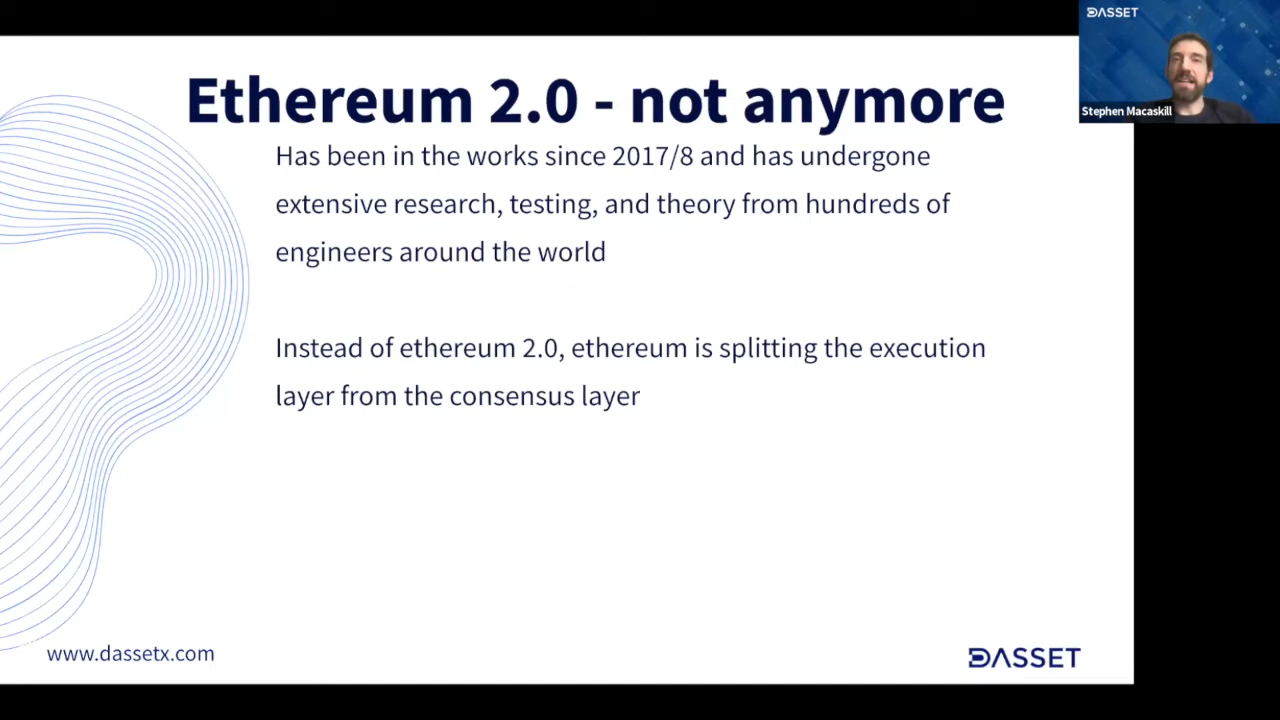 DASSET
Stephen Macaskill
Ethereum 2.0 - not anymore
Has been in the works since 2017/8 and has undergone
extensive research, testing, and theory from hundreds of
engineers around the world
Instead of ethereum 2.0, ethereum is splitting the execution
layer from the consensus layer
www.dassetx.com
DASSET